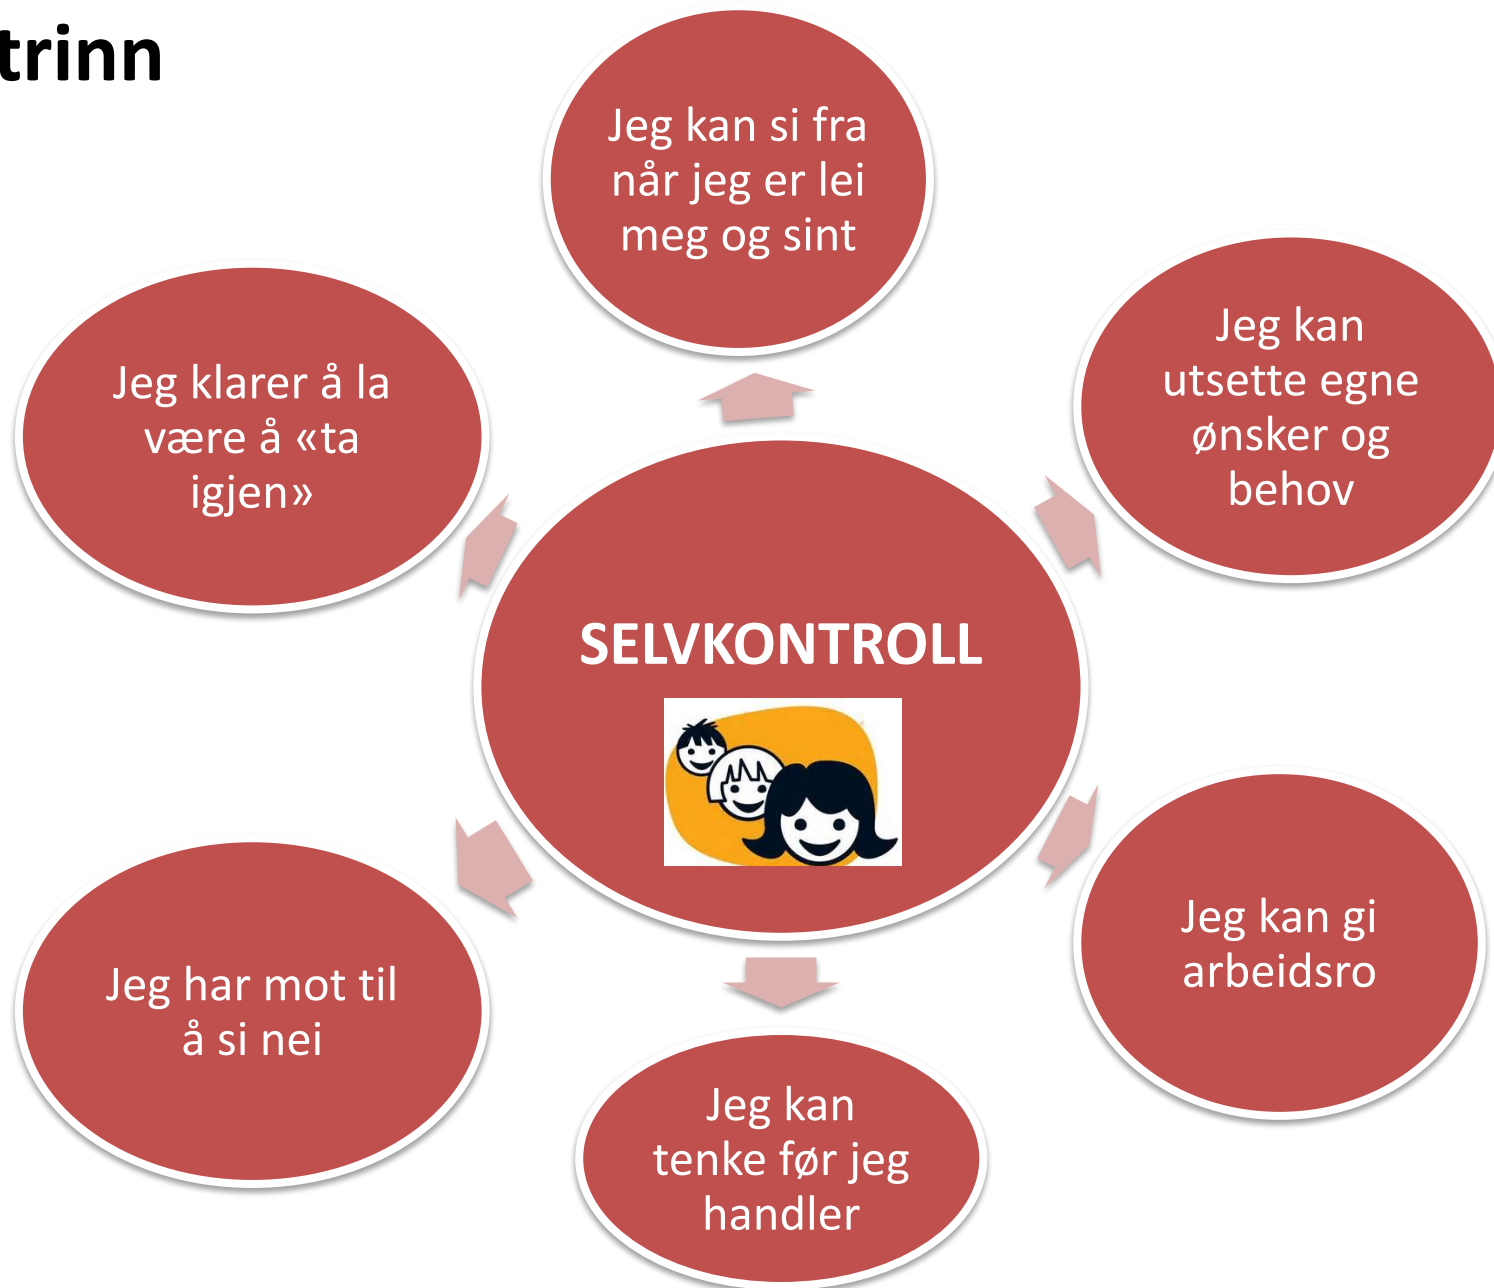 trinn
Jeg kan si fra
når jeg er lei
meg og sint
Jeg kan
utsette egne
ønsker og
behov
Jeg klarer å la
være å «ta
igjen»
SELVKONTROLL
Jeg kan gi
arbeidsro
Jeg har mot til
å si nei
Jeg kan
tenke før jeg
handler